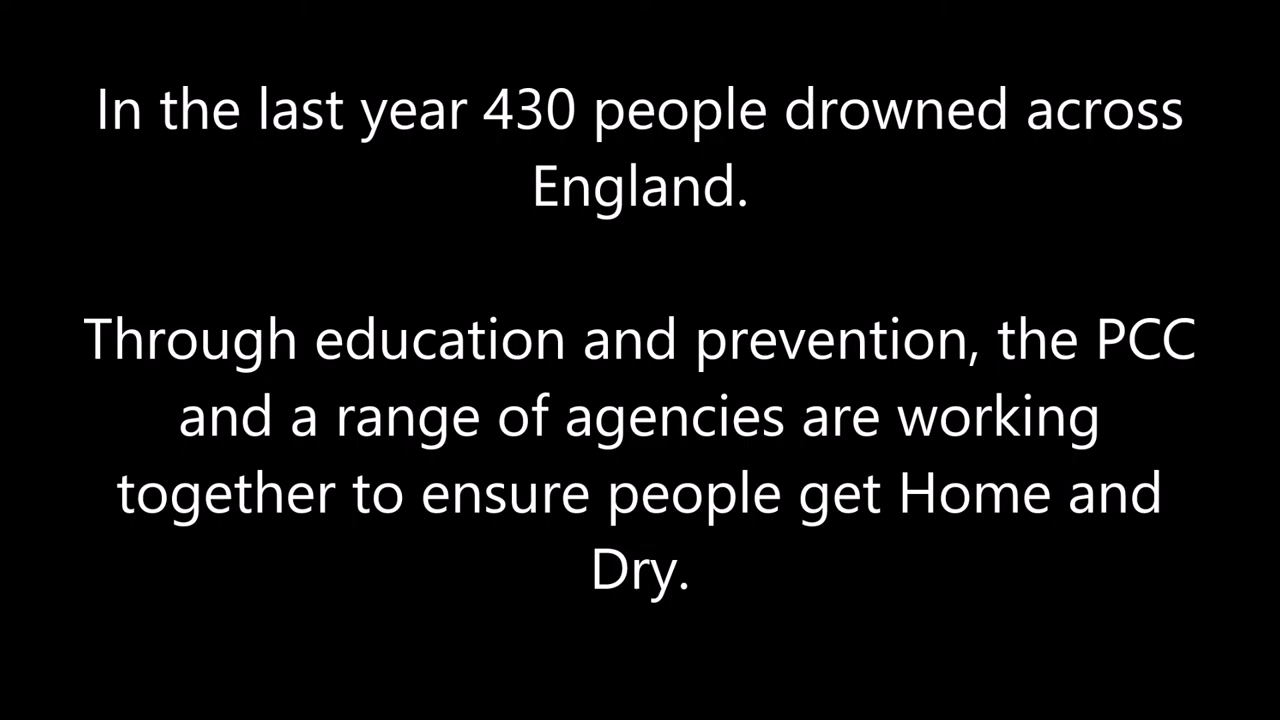 In the last year 430 people drowned across
England.
Through education and prevention, the PCC
and a range of agencies are working
together to ensure people get Home and
Dry.